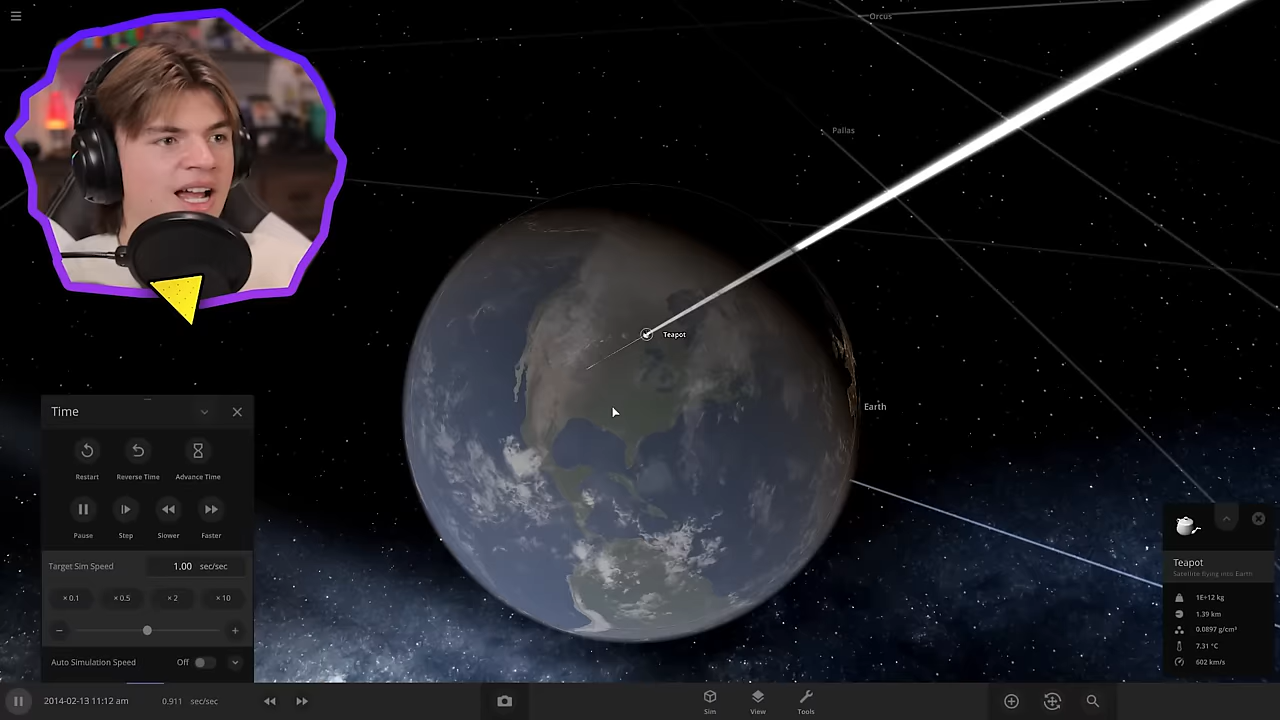 Orcus
Pallas
Teapot
Earth
Time
Restart
Reverse Time
Advance Time
Pause
Step
Slower
Faster
Target Sim Speed
1.00 sec/sec
× 0.1
× 0.5
× 2
× 10
Auto Simulation Speed
Off
Teapot
Satellite flying into Earth
1E+12 kg
1.39 km
0.0897 g/cm³
7.31 °C
602 km/s
2014-02-13 11:12 am
0.911 sec/sec
Sim
View
Tools